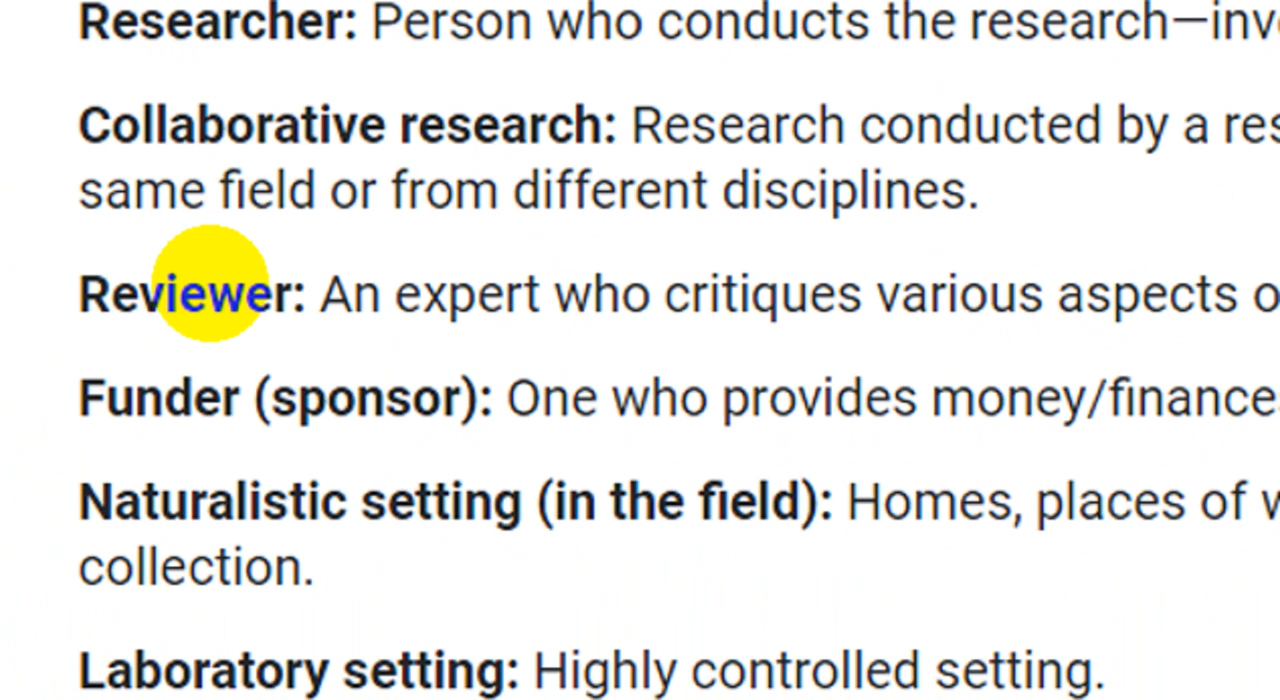 Researcher: Person who conducts the research—inv
Collaborative research: Research conducted by a res
same field or from different disciplines.
Reviewer: An expert who critiques various aspects o
Funder (sponsor): One who provides money/finances
Naturalistic setting (in the field): Homes, places of w
collection.
Laboratory setting: Highly controlled setting.